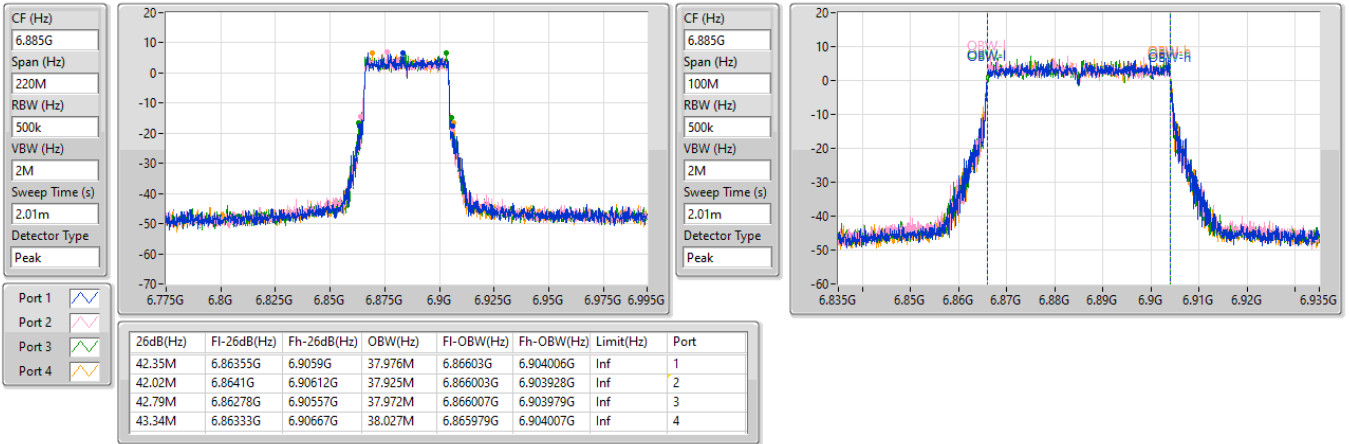 CF (Hz)
6.885G
Span (Hz)
220M
RBW (Hz)
500k
VBW (Hz)
2M
Sweep Time (s)
2.01m
Detector Type
Peak
20
10
0
-10
-20
-30
-40
-50
-60
-70
6.775G 6.8G 6.825G 6.85G 6.875G 6.9G 6.925G 6.95G 6.975G 6.995G
CF (Hz)
6.885G
Span (Hz)
100M
RBW (Hz)
500k
VBW (Hz)
2M
Sweep Time (s)
2.01m
Detector Type
Peak
20
10
0
-10
-20
-30
-40
-50
-60
OBW-l OBW-h
6.835G 6.85G 6.86G 6.87G 6.88G 6.89G 6.9G 6.91G 6.92G 6.935G
Port 1
Port 2
Port 3
Port 4
26dB(Hz) Fl-26dB(Hz) Fh-26dB(Hz) OBW(Hz) Fl-OBW(Hz) Fh-OBW(Hz) Limit(Hz) Port
42.35M 6.86355G 6.9059G 37.976M 6.86603G 6.904006G Inf 1
42.02M 6.8641G 6.90612G 37.925M 6.866003G 6.903928G Inf 2
42.79M 6.86278G 6.90557G 37.972M 6.866007G 6.903979G Inf 3
43.34M 6.86333G 6.90667G 38.027M 6.865979G 6.904007G Inf 4